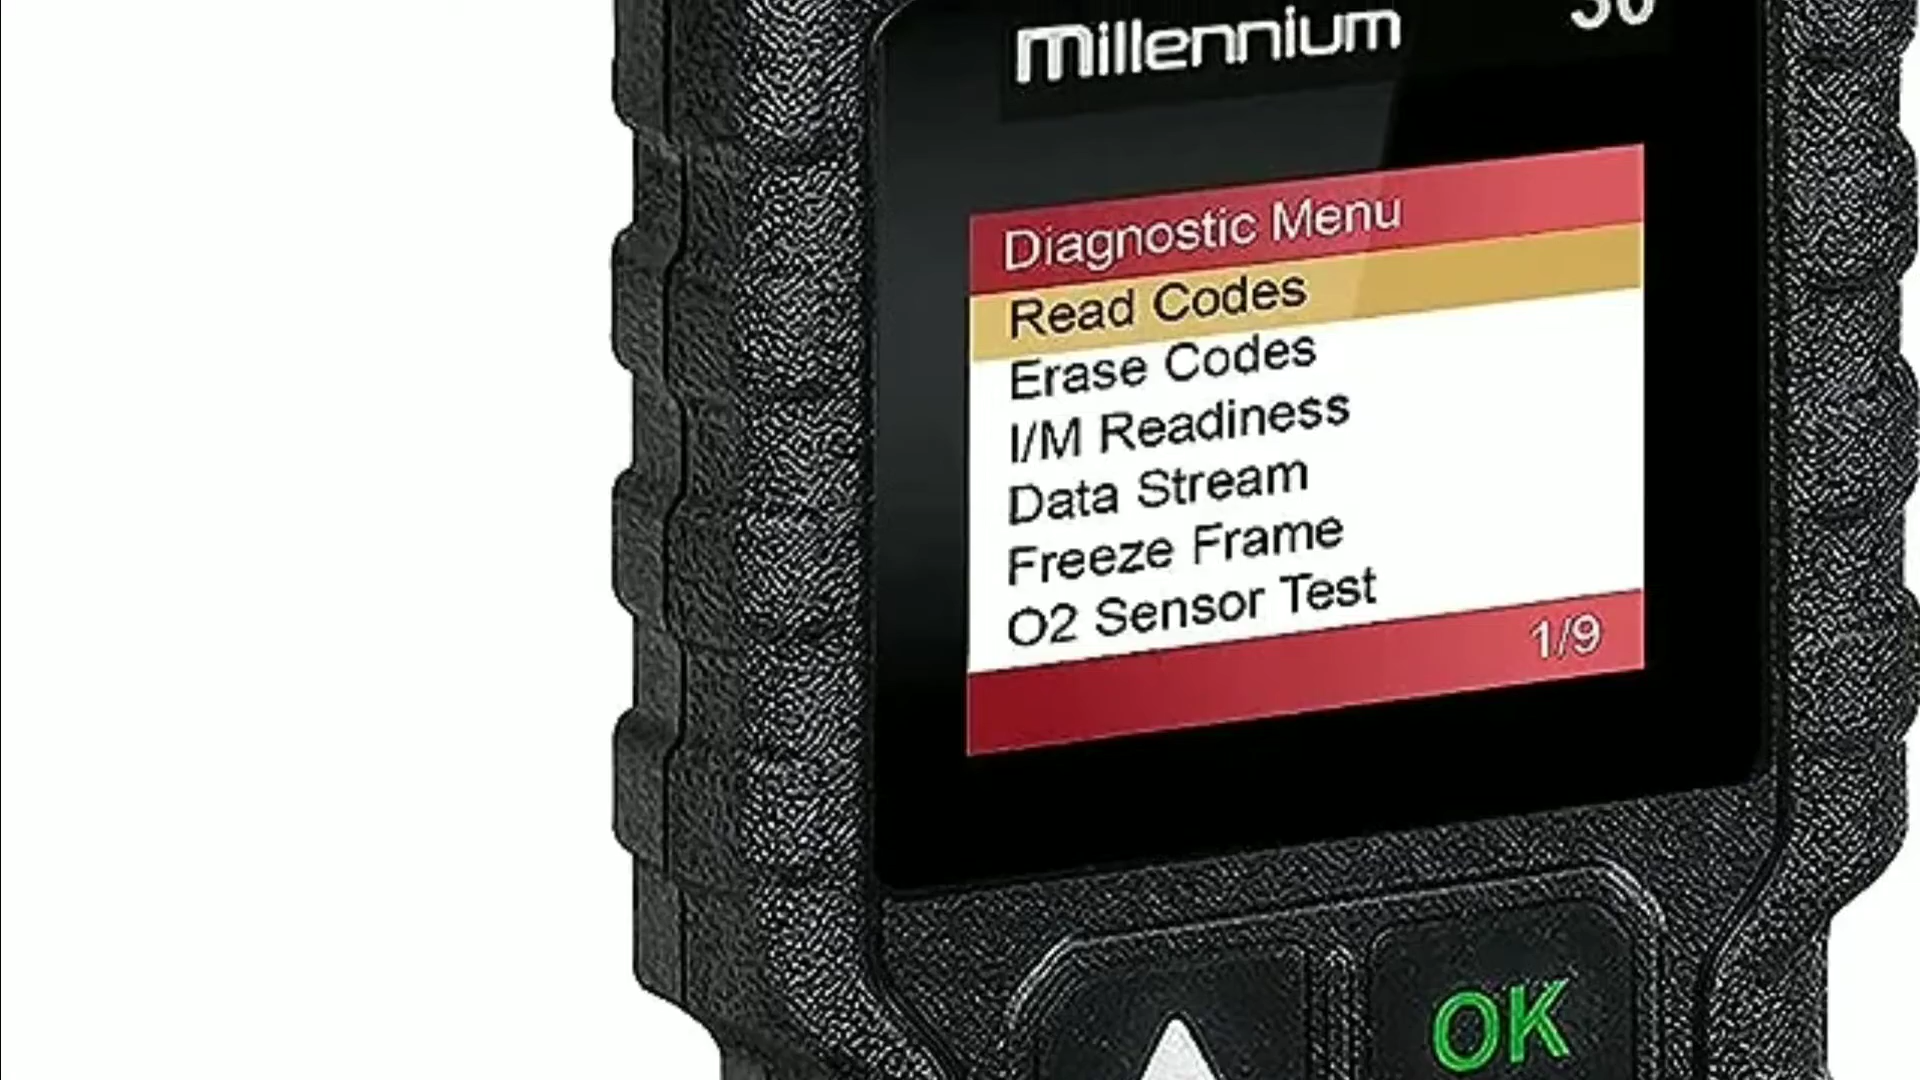 Millennium
Diagnostic Menu
Read Codes
Erase Codes
I/M Readiness
Data Stream
Freeze Frame
O2 Sensor Test
1/9
OK